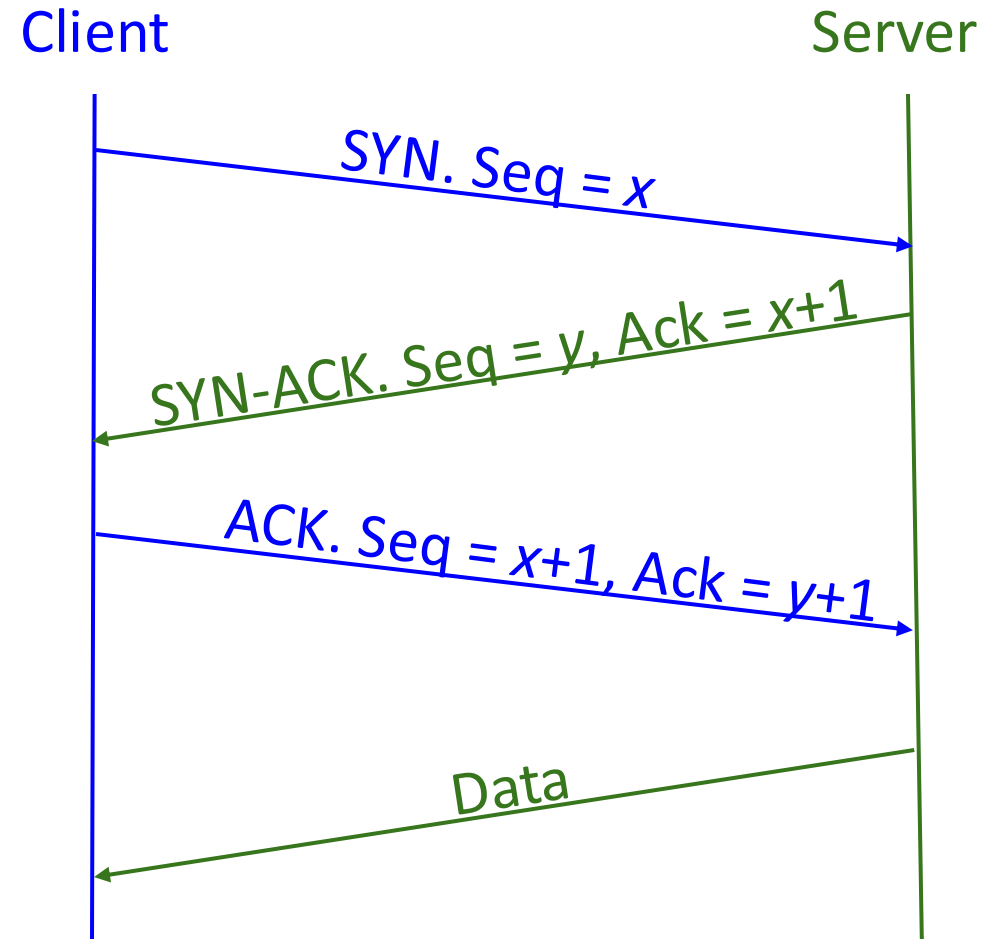 Client
Server
SYN. Seq = x
SYN-ACK. Seq = y, Ack = x+1
ACK. Seq = x+1, Ack = y+1
Data